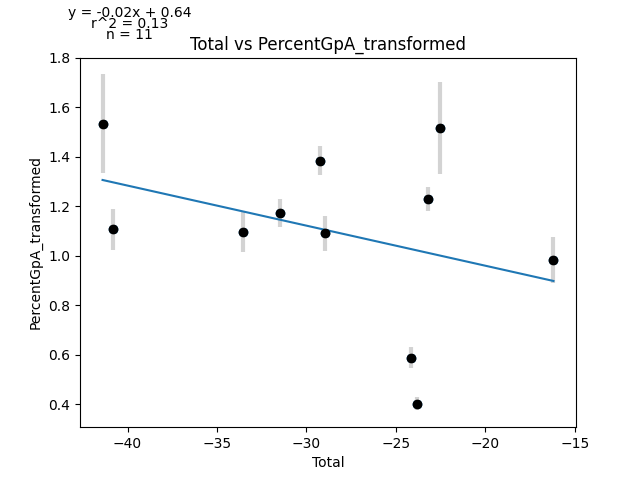 y = -0.02x + 0.64
r^2 = 0.13
n = 11
Total vs PercentGpA_transformed
PercentGpA_transformed
1.8
1.6
1.4
1.2
1.0
0.8
0.6
0.4
−40
−35
−30
−25
−20
−15
Total